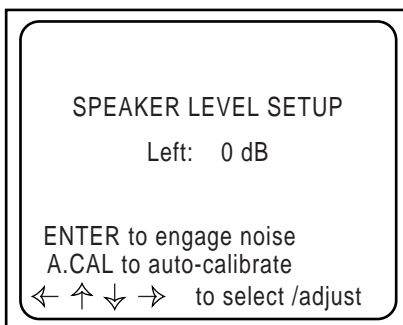 SPEAKER LEVEL SETUP
Left: 0 dB
ENTER to engage noise
A.CAL to auto-calibrate
← ↑ ↓ → to select /adjust